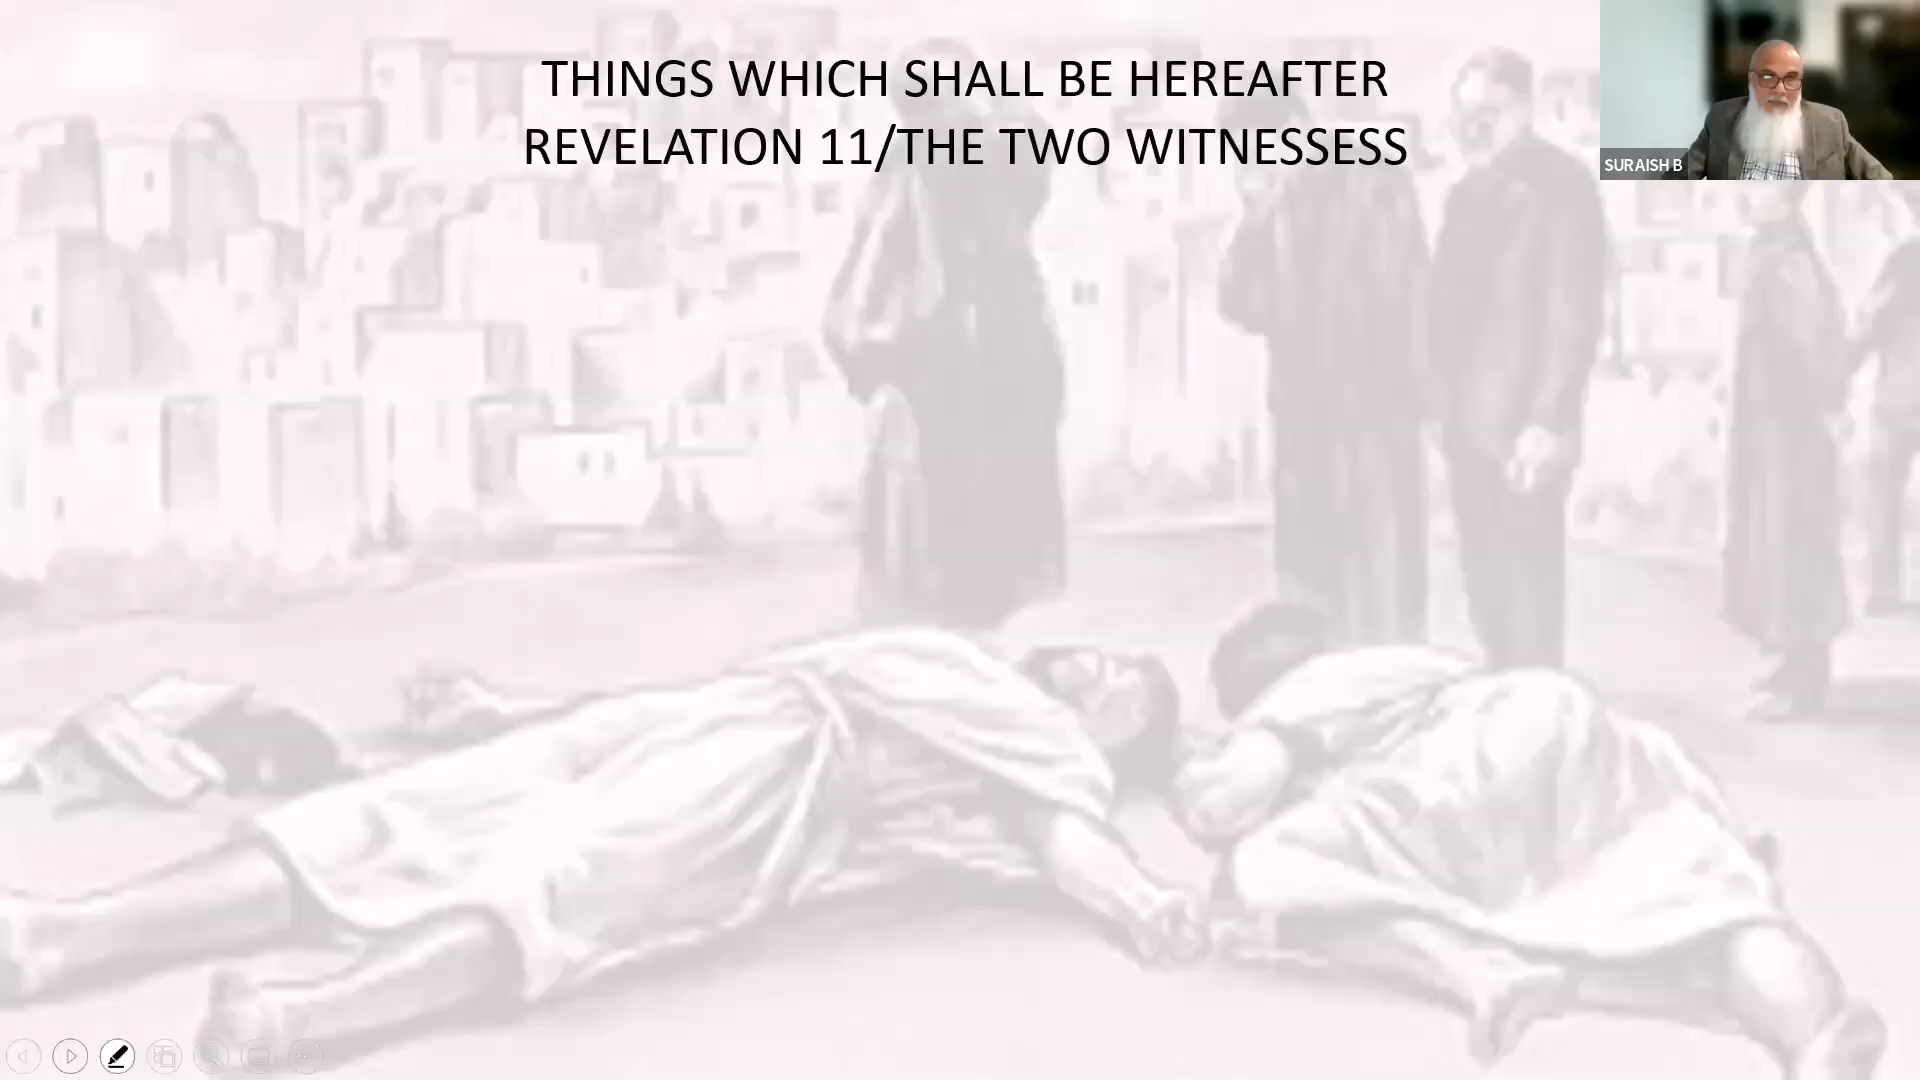 THINGS WHICH SHALL BE HEREAFTER
REVELATION 11/THE TWO WITNESSESS
SURAISH B